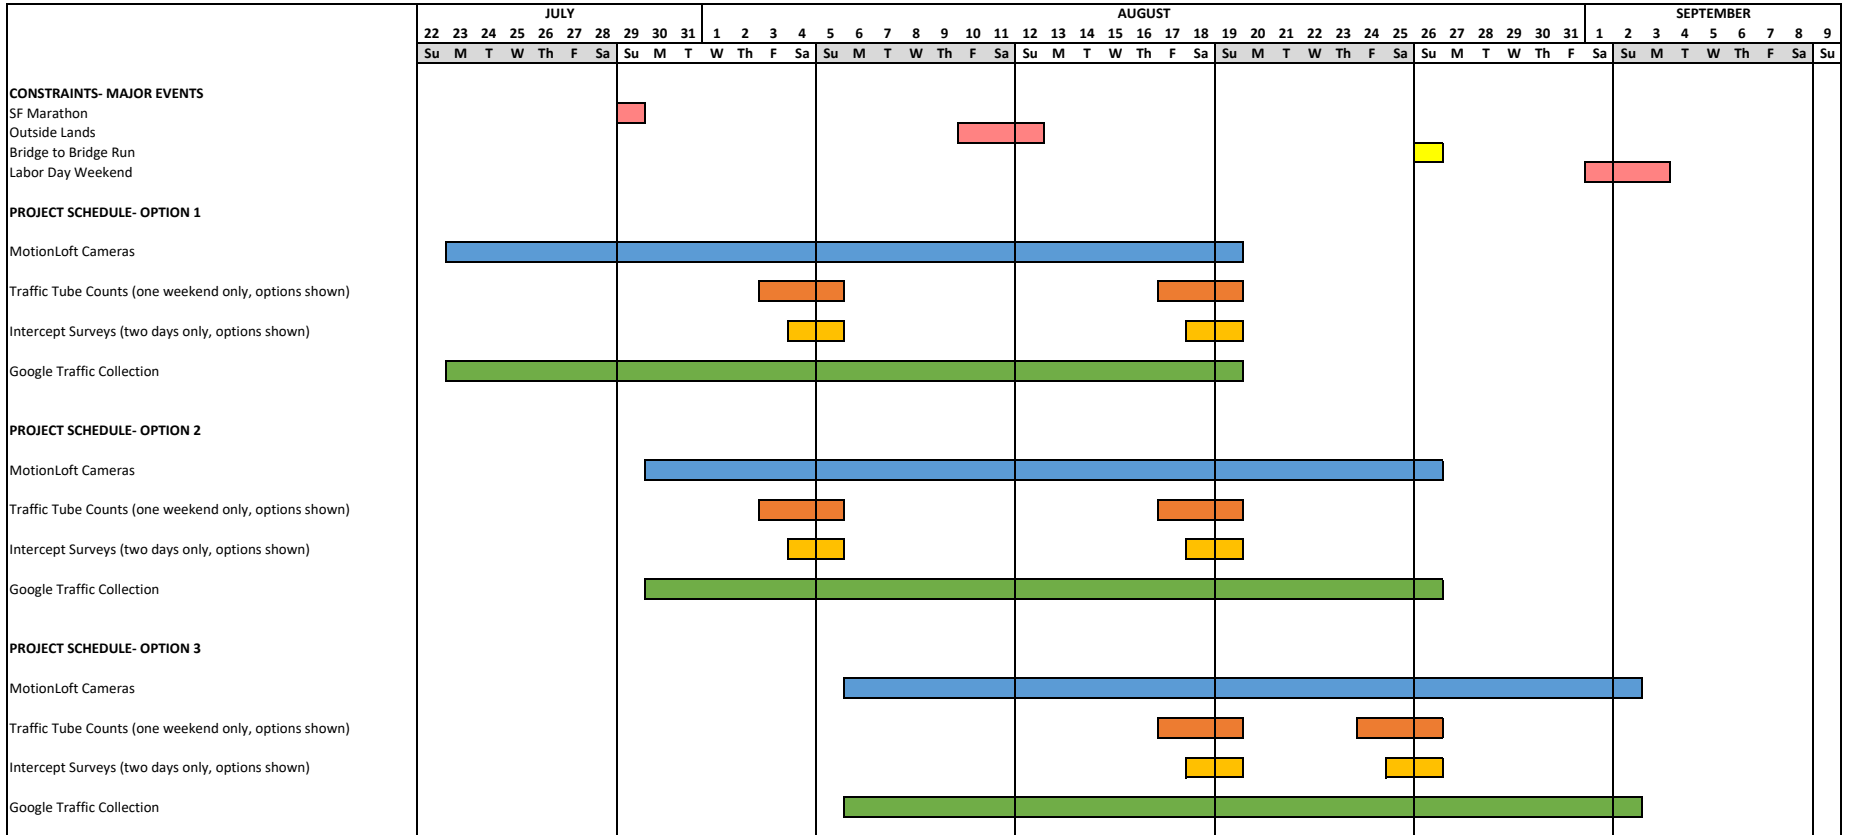 JULY AUGUST SEPTEMBER
22 23 24 25 26 27 28 29 30 31 1 2 3 4 5 6 7 8 9 10 11 12 13 14 15 16 17 18 19 20 21 22 23 24 25 26 27 28 29 30 31 1 2 3 4 5 6 7 8 9
Su M T W Th F Sa Su M T W Th F Sa Su M T W Th F Sa Su M T W Th F Sa Su M T W Th F Sa Su M T W Th F Sa Su M T W Th F Sa Su
CONSTRAINTS- MAJOR EVENTS
SF Marathon
Outside Lands
Bridge to Bridge Run
Labor Day Weekend
PROJECT SCHEDULE- OPTION 1
MotionLoft Cameras
Traffic Tube Counts (one weekend only, options shown)
Intercept Surveys (two days only, options shown)
Google Traffic Collection
PROJECT SCHEDULE- OPTION 2
MotionLoft Cameras
Traffic Tube Counts (one weekend only, options shown)
Intercept Surveys (two days only, options shown)
Google Traffic Collection
PROJECT SCHEDULE- OPTION 3
MotionLoft Cameras
Traffic Tube Counts (one weekend only, options shown)
Intercept Surveys (two days only, options shown)
Google Traffic Collection